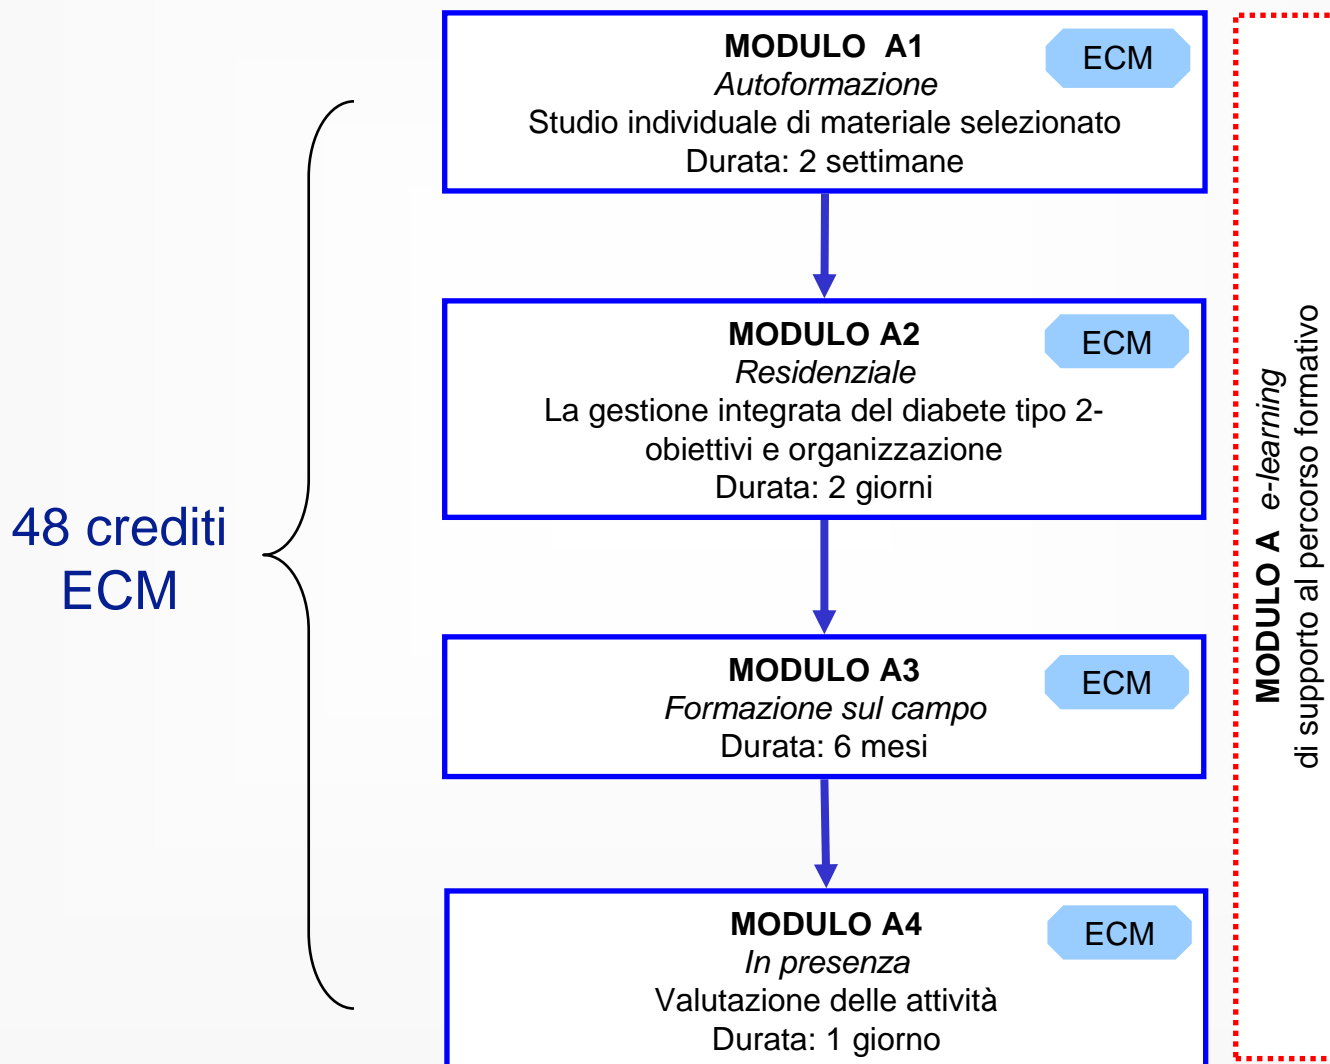 MODULO A1
ECM
Autoformazione
Studio individuale di materiale selezionato
Durata: 2 settimane
MODULO A2
ECM
Residenziale
La gestione integrata del diabete tipo 2-
obiettivi e organizzazione
Durata: 2 giorni
48 crediti
ECM
MODULO A3
ECM
Formazione sul campo
Durata: 6 mesi
MODULO A4
ECM
In presenza
Valutazione delle attività
Durata: 1 giorno
MODULO A e-learning
di supporto al percorso formativo